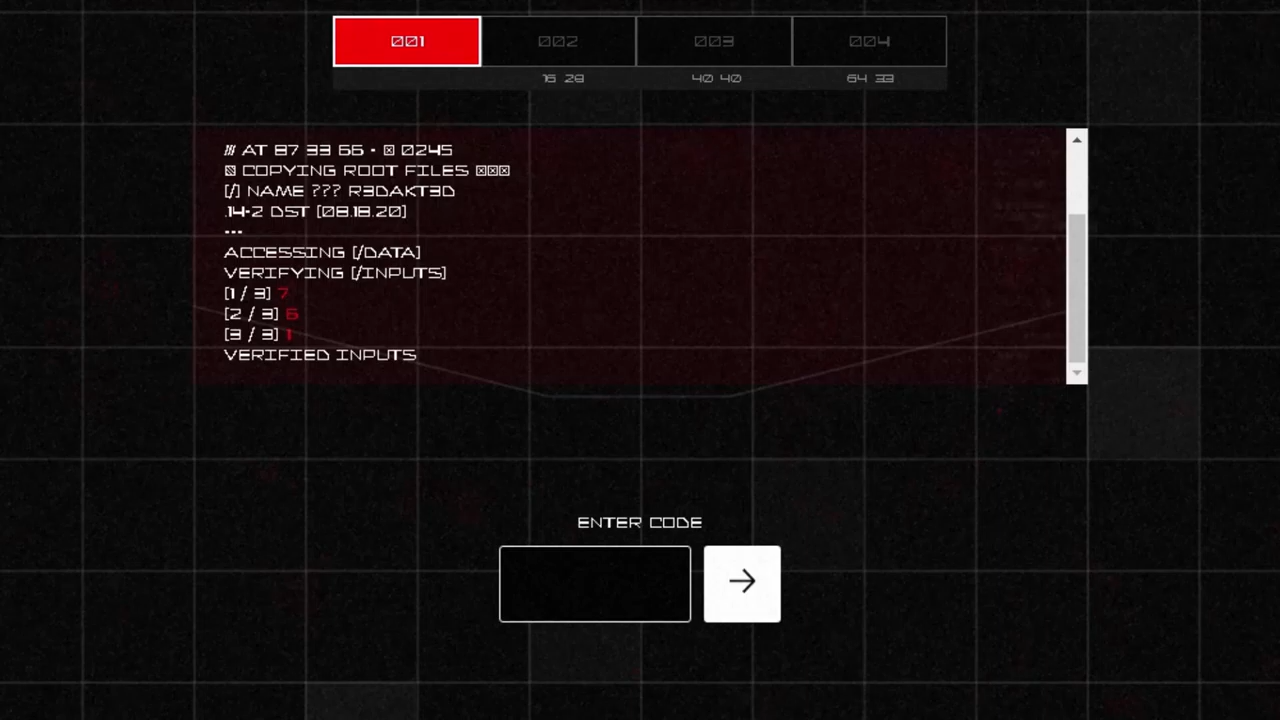 001 002 003 004
16 28 40 40 64 33
/// AT 87 33 66 - ☒ 0245
COPYING ROOT FILES ☒☒☒
[/] NAME ??? R3DAKT3D
.14-2 DST [08.18.20]
---
ACCESSING [/DATA]
VERIFYING [/INPUTS]
[1 / 3] 7
[2 / 3] 6
[3 / 3] 1
VERIFIED INPUTS
ENTER CODE